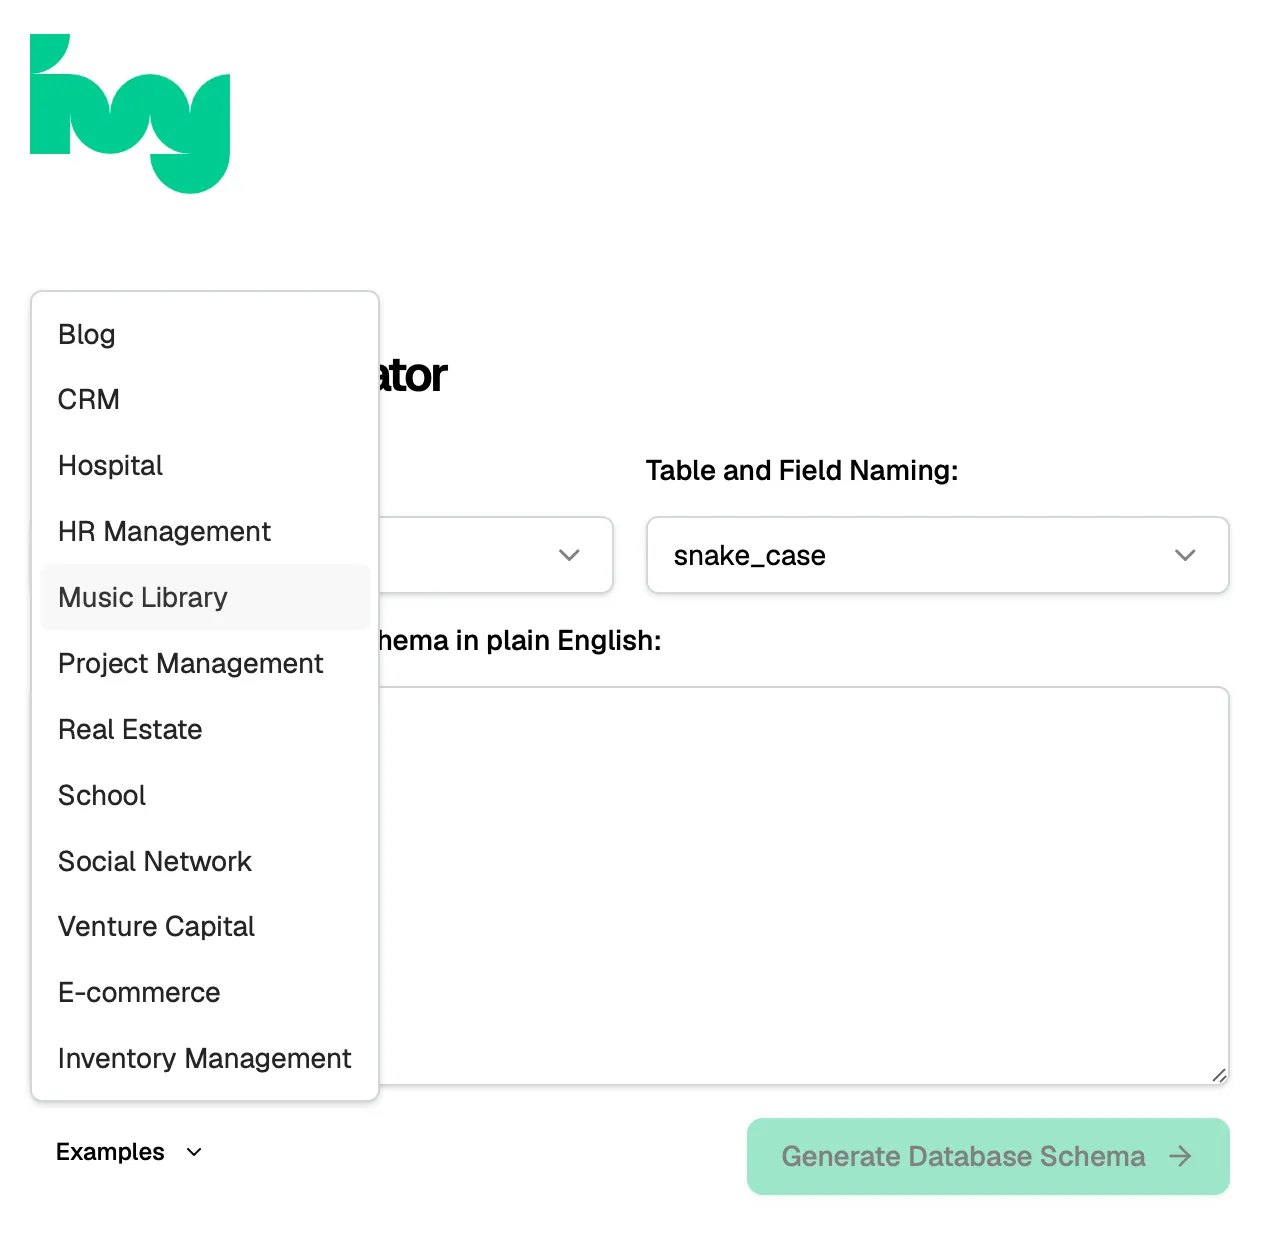 ivy
Blog
CRM
Hospital
HR Management
Music Library
Project Management
Real Estate
School
Social Network
Venture Capital
E-commerce
Inventory Management
ator
Table and Field Naming:
snake_case
hema in plain English:
Examples
Generate Database Schema